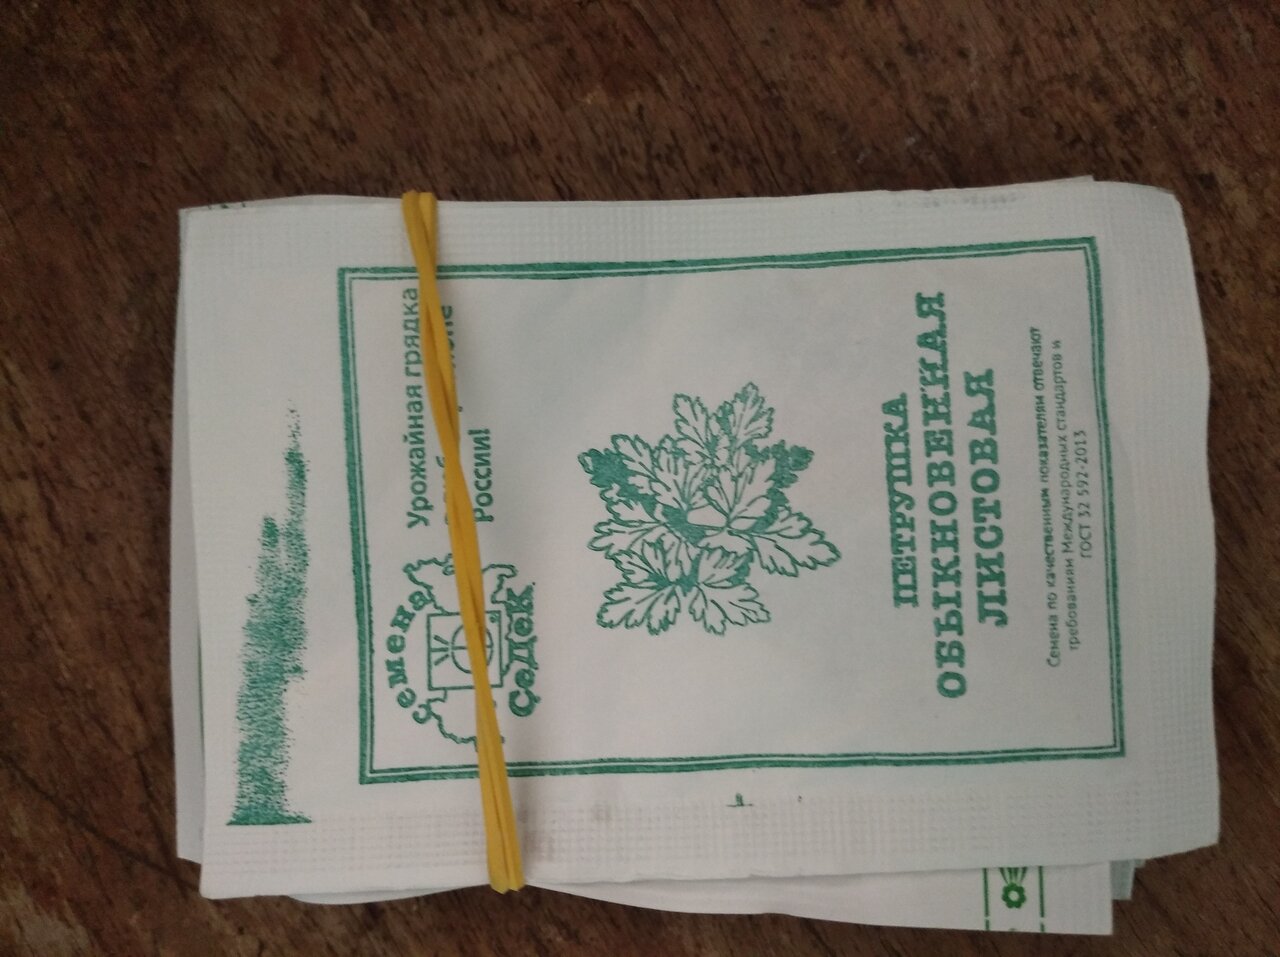 Семена
Седек
Урожайная грядка
России!
ПЕТРУШКА
ОБЫКНОВЕННАЯ
ЛИСТОВАЯ
Семена по качественным показателям отвечают
требованиям Международных стандартов и
ГОСТ 32 592-2013